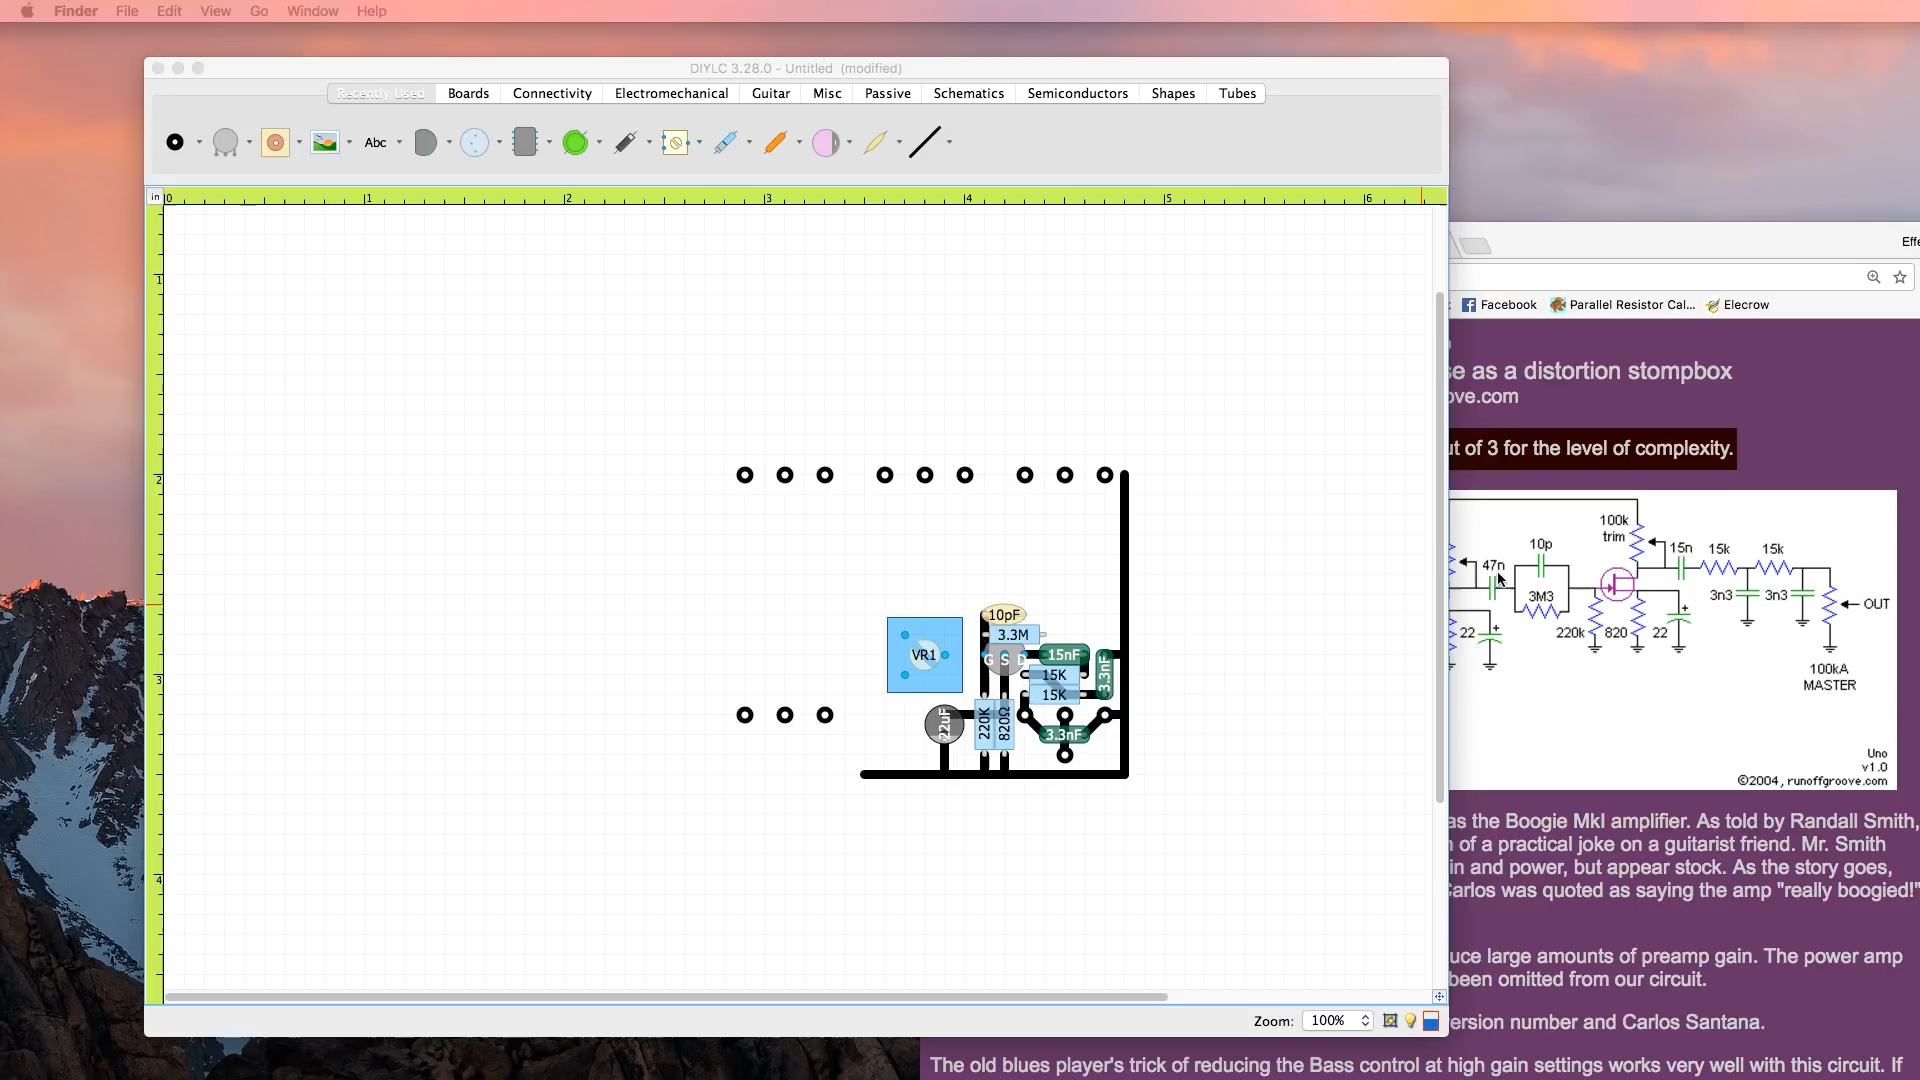 Finder File Edit View Go Window Help
DIYLC 3.28.0 - Untitled (modified)
Recently Used Boards Connectivity Electromechanical Guitar Misc Passive Schematics Semiconductors Shapes Tubes
Abc
in 0 1 2 3 4 5 6
1
2
3
4
10pF
3.3M
VR1
G S D
15nF
15K
15K
3.3nF
22uF
220K
820Ω
3.3nF
Zoom: 100%
Effe
Facebook Parallel Resistor Cal... Elecrow
se as a distortion stompbox
ove.com
ut of 3 for the level of complexity.
100k
trim
10p
47n
15n 15k 15k
3M3
3n3 3n3
OUT
22 +
220k 820 22 +
100kA
MASTER
Uno
v1.0
©2004, runoffgroove.com
as the Boogie MkI amplifier. As told by Randall Smith,
of a practical joke on a guitarist friend. Mr. Smith
in and power, but appear stock. As the story goes,
Carlos was quoted as saying the amp "really boogied!"
uce large amounts of preamp gain. The power amp
been omitted from our circuit.
ersion number and Carlos Santana.
The old blues player's trick of reducing the Bass control at high gain settings works very well with this circuit. If